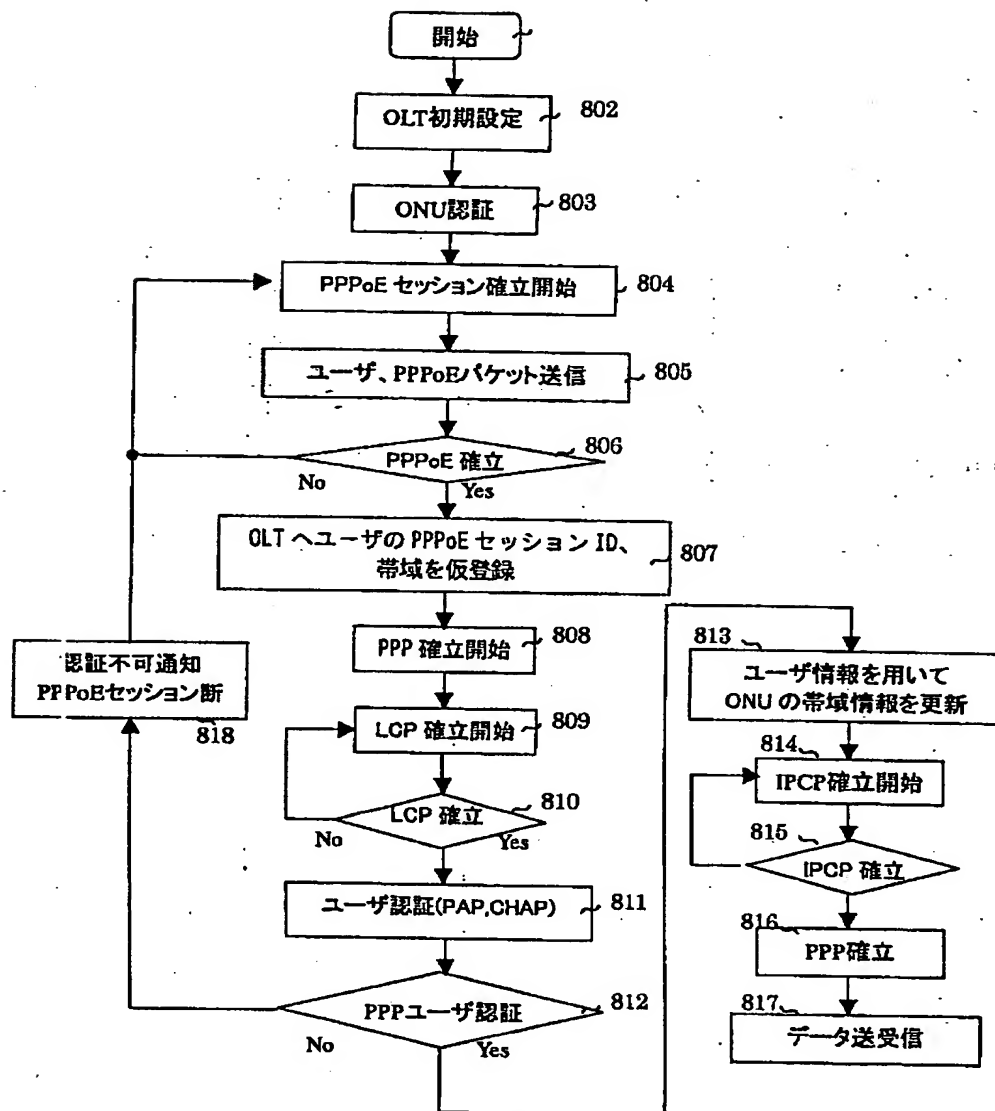 開始
OLT初期設定
802
ONU認証
803
PPPoE セッション確立開始
804
ユーザ、PPPoEパケット送信
805
PPPoE 確立
806
No
Yes
OLT へユーザの PPPoE セッション ID、
帯域を仮登録
807
PPP 確立開始
808
LCP 確立開始
809
LCP 確立
810
No
Yes
ユーザ認証(PAP,CHAP)
811
PPPユーザ認証
812
No
Yes
認証不可通知
PPPoEセッション断
818
813
ユーザ情報を用いて
ONU の帯域情報を更新
814
IPCP確立開始
815
IPCP 確立
816
PPP確立
817
データ送受信